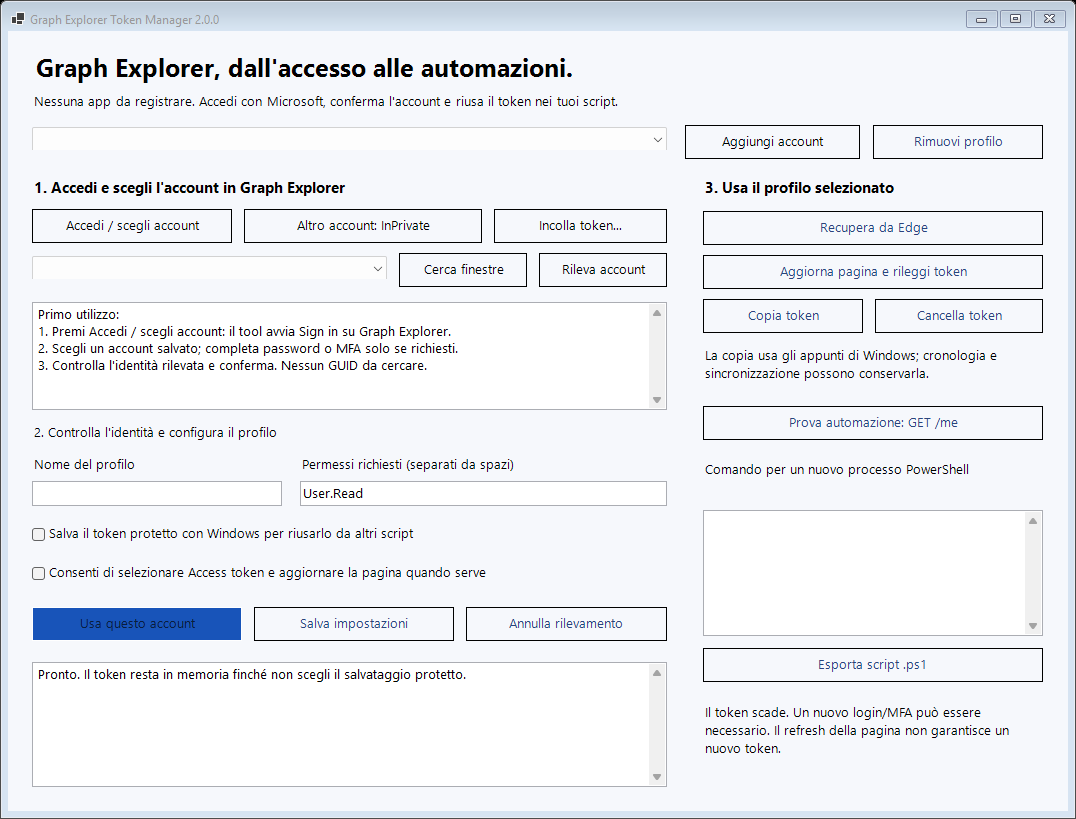 Graph Explorer Token Manager 2.0.0
Graph Explorer, dall'accesso alle automazioni.
Nessuna app da registrare. Accedi con Microsoft, conferma l'account e riusa il token nei tuoi script.
Aggiungi account
Rimuovi profilo
1. Accedi e scegli l'account in Graph Explorer
Accedi / scegli account
Altro account: InPrivate
Incolla token...
Cerca finestre
Rileva account
Primo utilizzo:
1. Premi Accedi / scegli account: il tool avvia Sign in su Graph Explorer.
2. Scegli un account salvato; completa password o MFA solo se richiesti.
3. Controlla l'identità rilevata e conferma. Nessun GUID da cercare.
2. Controlla l'identità e configura il profilo
Nome del profilo
Permessi richiesti (separati da spazi)
User.Read
Salva il token protetto con Windows per riusarlo da altri script
Consenti di selezionare Access token e aggiornare la pagina quando serve
Usa questo account
Salva impostazioni
Annulla rilevamento
Pronto. Il token resta in memoria finché non scegli il salvataggio protetto.
3. Usa il profilo selezionato
Recupera da Edge
Aggiorna pagina e rileggi token
Copia token
Cancella token
La copia usa gli appunti di Windows; cronologia e
sincronizzazione possono conservarla.
Prova automazione: GET /me
Comando per un nuovo processo PowerShell
Esporta script .ps1
Il token scade. Un nuovo login/MFA può essere
necessario. Il refresh della pagina non garantisce un
nuovo token.